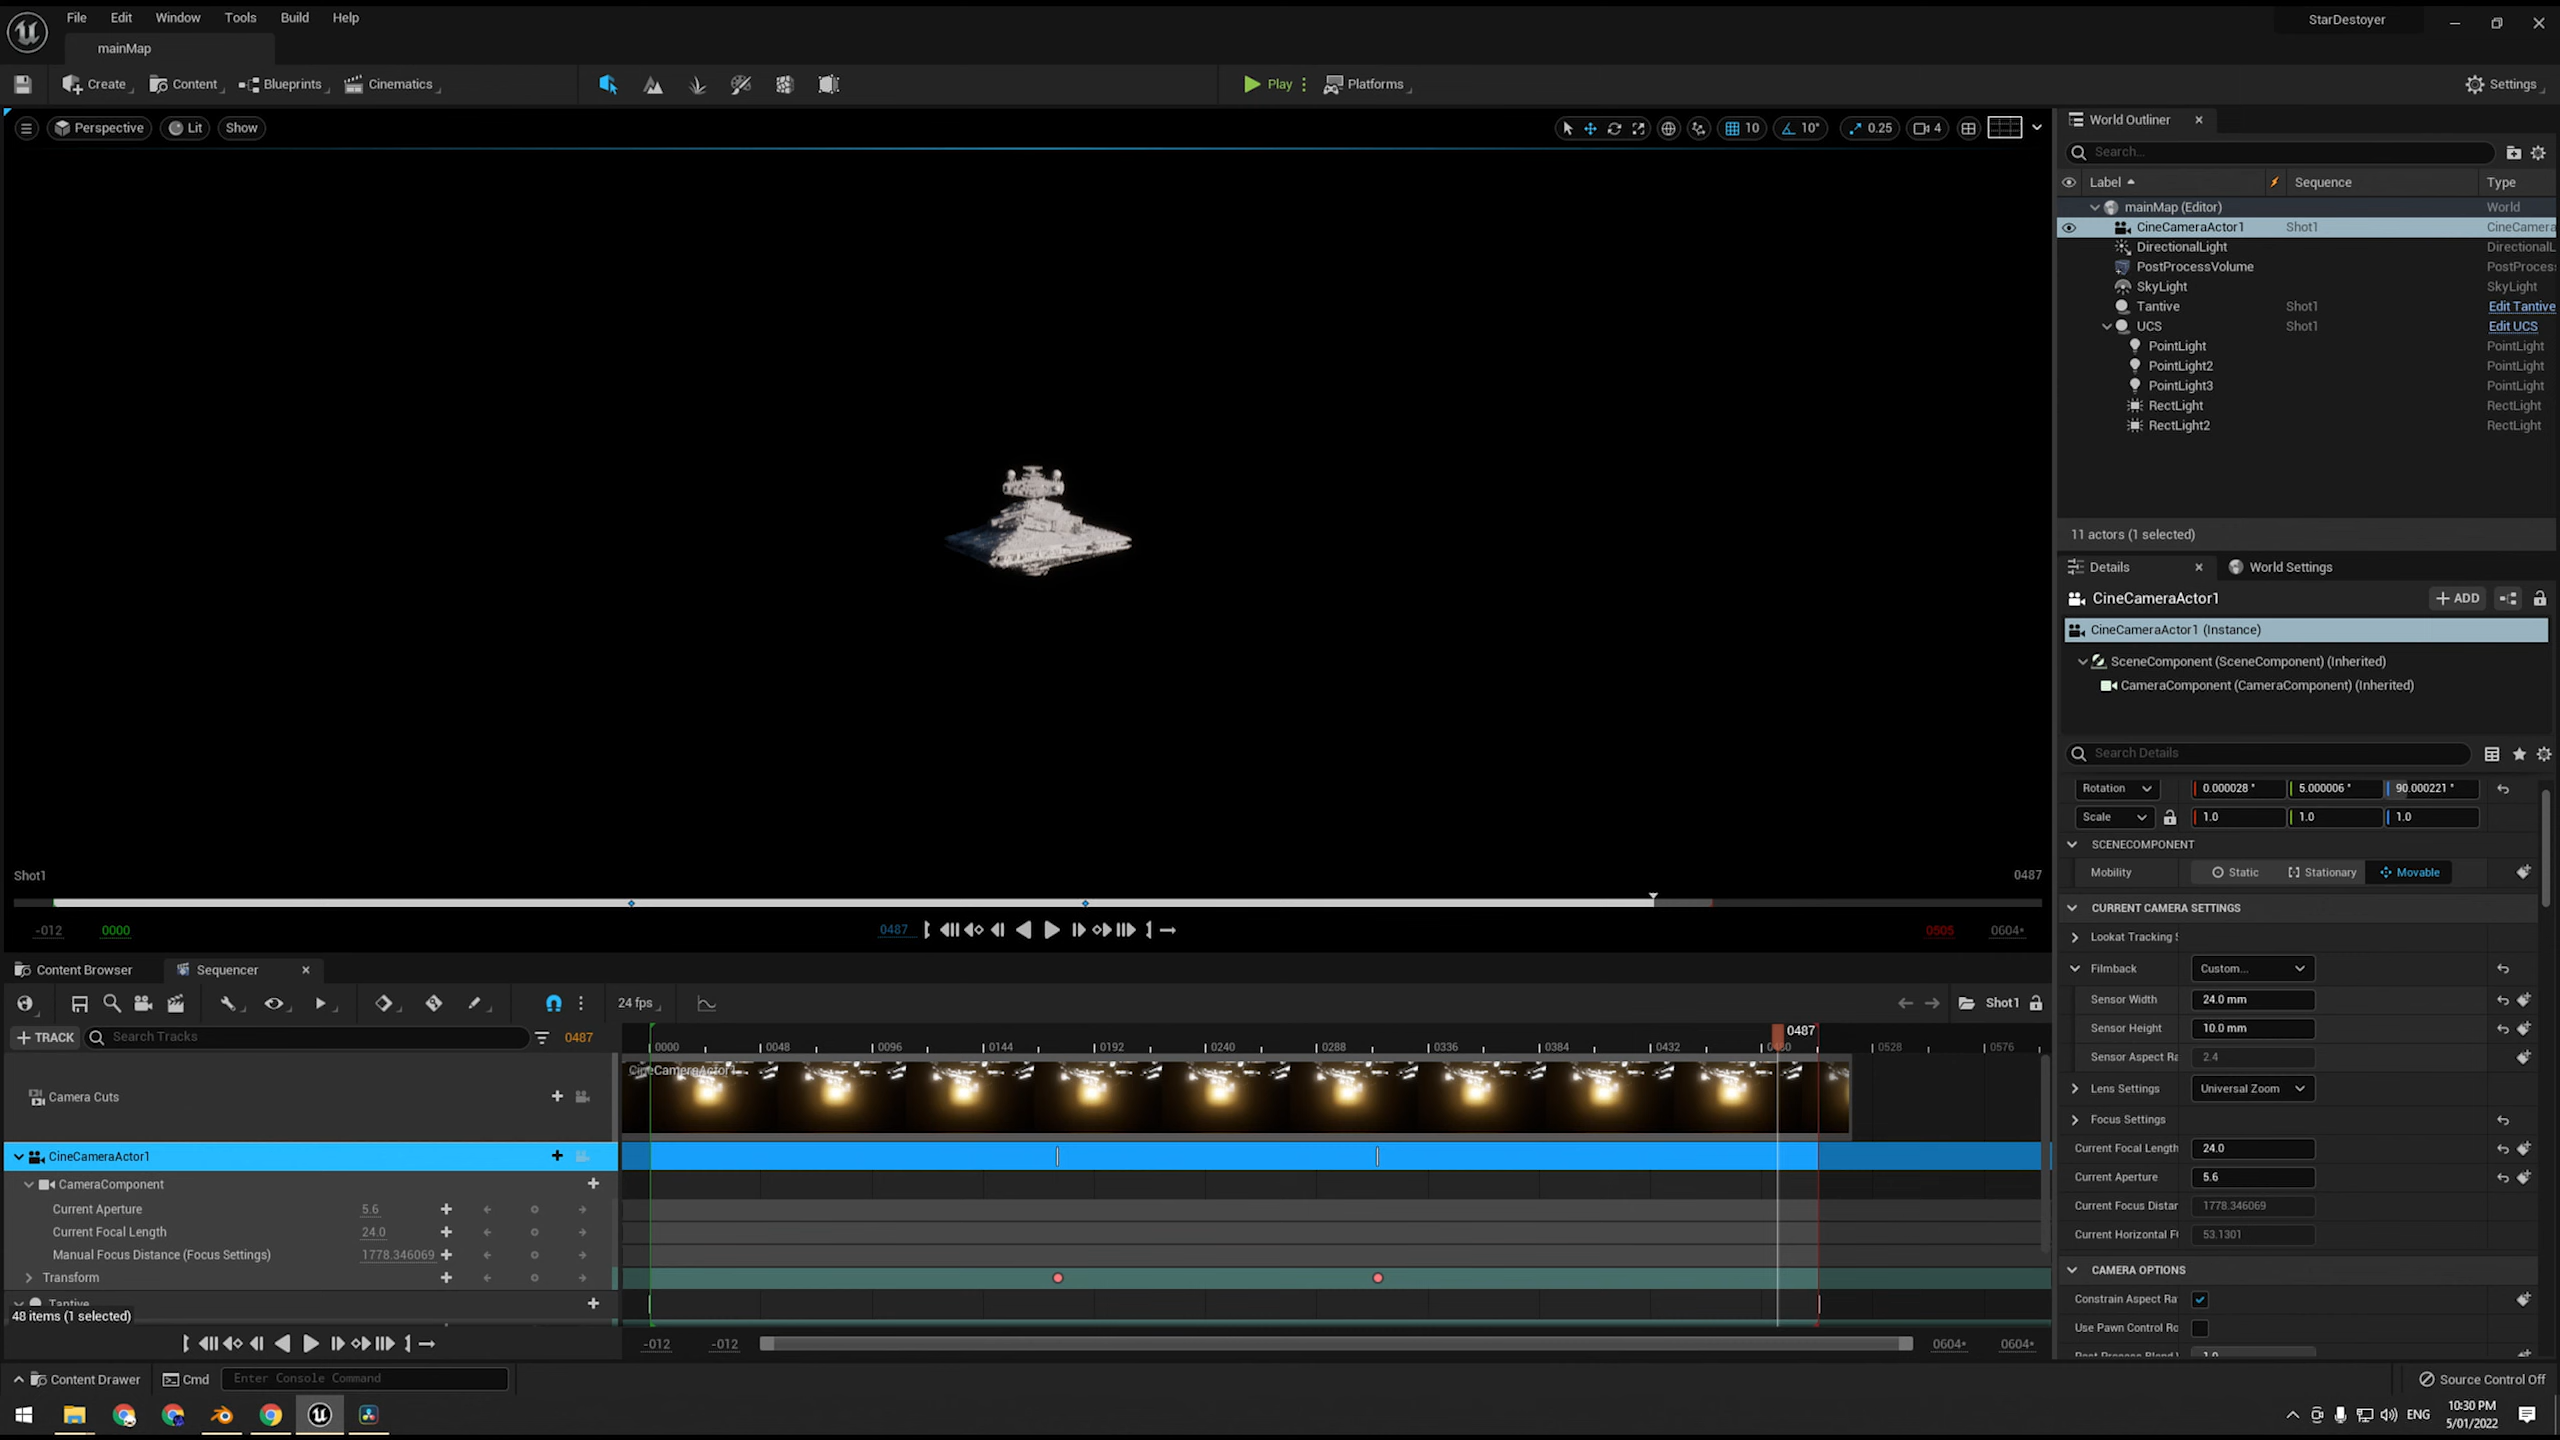 File Edit Window Tools Build Help
StarDestoyer
mainMap
Create Content Blueprints Cinematics
Play Platforms
Settings
Perspective Lit Show
10 10° 0.25 4
World Outliner
Search...
Label Sequence Type
mainMap (Editor) World
CineCameraActor1 Shot1 CineCamera
DirectionalLight DirectionalL
PostProcessVolume PostProces
SkyLight SkyLight
Tantive Shot1 Edit Tantive
UCS Shot1 Edit UCS
PointLight PointLight
PointLight2 PointLight
PointLight3 PointLight
RectLight RectLight
RectLight2 RectLight
11 actors (1 selected)
Details World Settings
CineCameraActor1 ADD
CineCameraActor1 (Instance)
SceneComponent (SceneComponent) (Inherited)
CameraComponent (CameraComponent) (Inherited)
Search Details
Rotation 0.000028 ° 5.000006 ° 90.000221 °
Scale 1.0 1.0 1.0
SCENECOMPONENT
Mobility Static Stationary Movable
CURRENT CAMERA SETTINGS
Lookat Tracking S
Filmback Custom...
Sensor Width 24.0 mm
Sensor Height 10.0 mm
Sensor Aspect Ra 2.4
Lens Settings Universal Zoom
Focus Settings
Current Focal Length 24.0
Current Aperture 5.6
Current Focus Distar 1778.346069
Current Horizontal F 53.1301
CAMERA OPTIONS
Constrain Aspect Ra
Use Pawn Control Ro
Shot1 0487
-012 0000 0487 0505 0604*
Content Browser Sequencer
24 fps Shot1
TRACK Search Tracks 0487
0487
0000 0048 0096 0144 0192 0240 0288 0336 0384 0432 0480 0528 0576
Camera Cuts
CineCameraActor1
CineCameraActor1
CameraComponent
Current Aperture 5.6
Current Focal Length 24.0
Manual Focus Distance (Focus Settings) 1778.346069
Transform
Tantive
48 items (1 selected)
-012 -012 0604* 0604*
Content Drawer Cmd Enter Console Command
Source Control Off
ENG 10:30 PM
5/01/2022